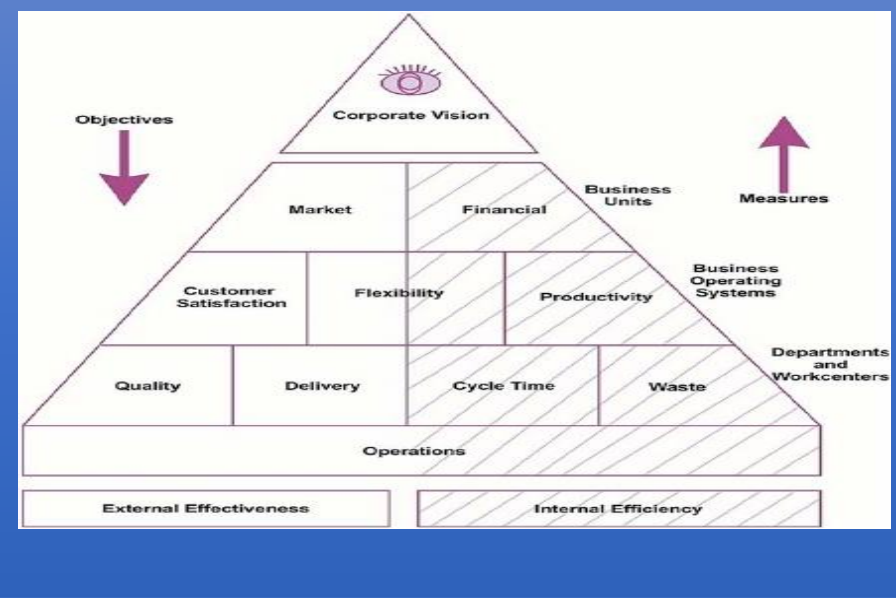 Corporate Vision
Objectives
Measures
Market
Financial
Business
Units
Customer
Satisfaction
Flexibility
Productivity
Business
Operating
Systems
Quality
Delivery
Cycle Time
Waste
Departments
and
Workcenters
Operations
External Effectiveness
Internal Efficiency